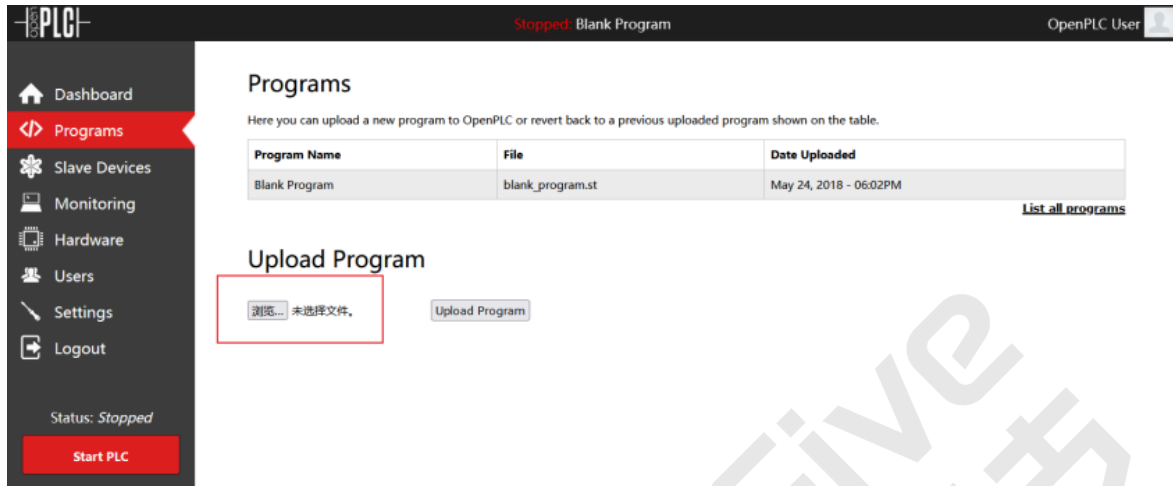 openPLC
Stopped: Blank Program
OpenPLC User
Dashboard
Programs
Slave Devices
Monitoring
Hardware
Users
Settings
Logout
Status: Stopped
Start PLC
Programs
Here you can upload a new program to OpenPLC or revert back to a previous uploaded program shown on the table.
Program Name File Date Uploaded
Blank Program blank_program.st May 24, 2018 - 06:02PM
List all programs
Upload Program
浏览... 未选择文件。 Upload Program